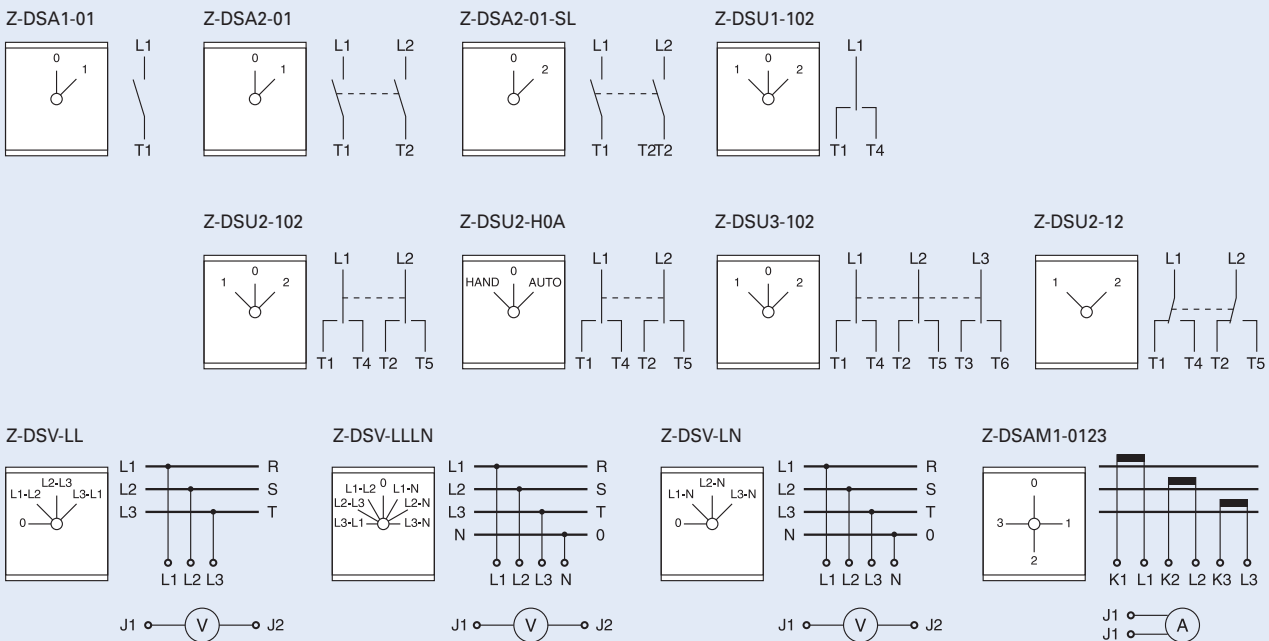 Z-DSA1-01 Z-DSA2-01 Z-DSA2-01-SL Z-DSU1-102
L1 L1 L2 L1 L2 L1
0 0 0 0
1 1 2 1 2
T1 T1 T2 T1 T2T2 T1 T4
Z-DSU2-102 Z-DSU2-H0A Z-DSU3-102 Z-DSU2-12
L1 L2 L1 L2 L1 L2 L3 L1 L2
0 0 0
1 2 HAND AUTO 1 2 1 2
T1 T4 T2 T5 T1 T4 T2 T5 T1 T4 T2 T5 T3 T6 T1 T4 T2 T5
Z-DSV-LL Z-DSV-LLLN Z-DSV-LN Z-DSAM1-0123
L1 R L1 R L1 R
L2-L3 0 L2-N 0
L1-L2 L3-L1 L1-L2 L1-N L1-N L3-N
L2 S L2 S L2 S
L2-L3 L2-N
L3 T L3 T L3 T
0 L3-L1 L3-N 0 3 1
N 0 N 0
2
L1 L2 L3 L1 L2 L3 N L1 L2 L3 N K1 L1 K2 L2 K3 L3
J1 V J2 J1 V J2 J1 V J2 J1 A
J1